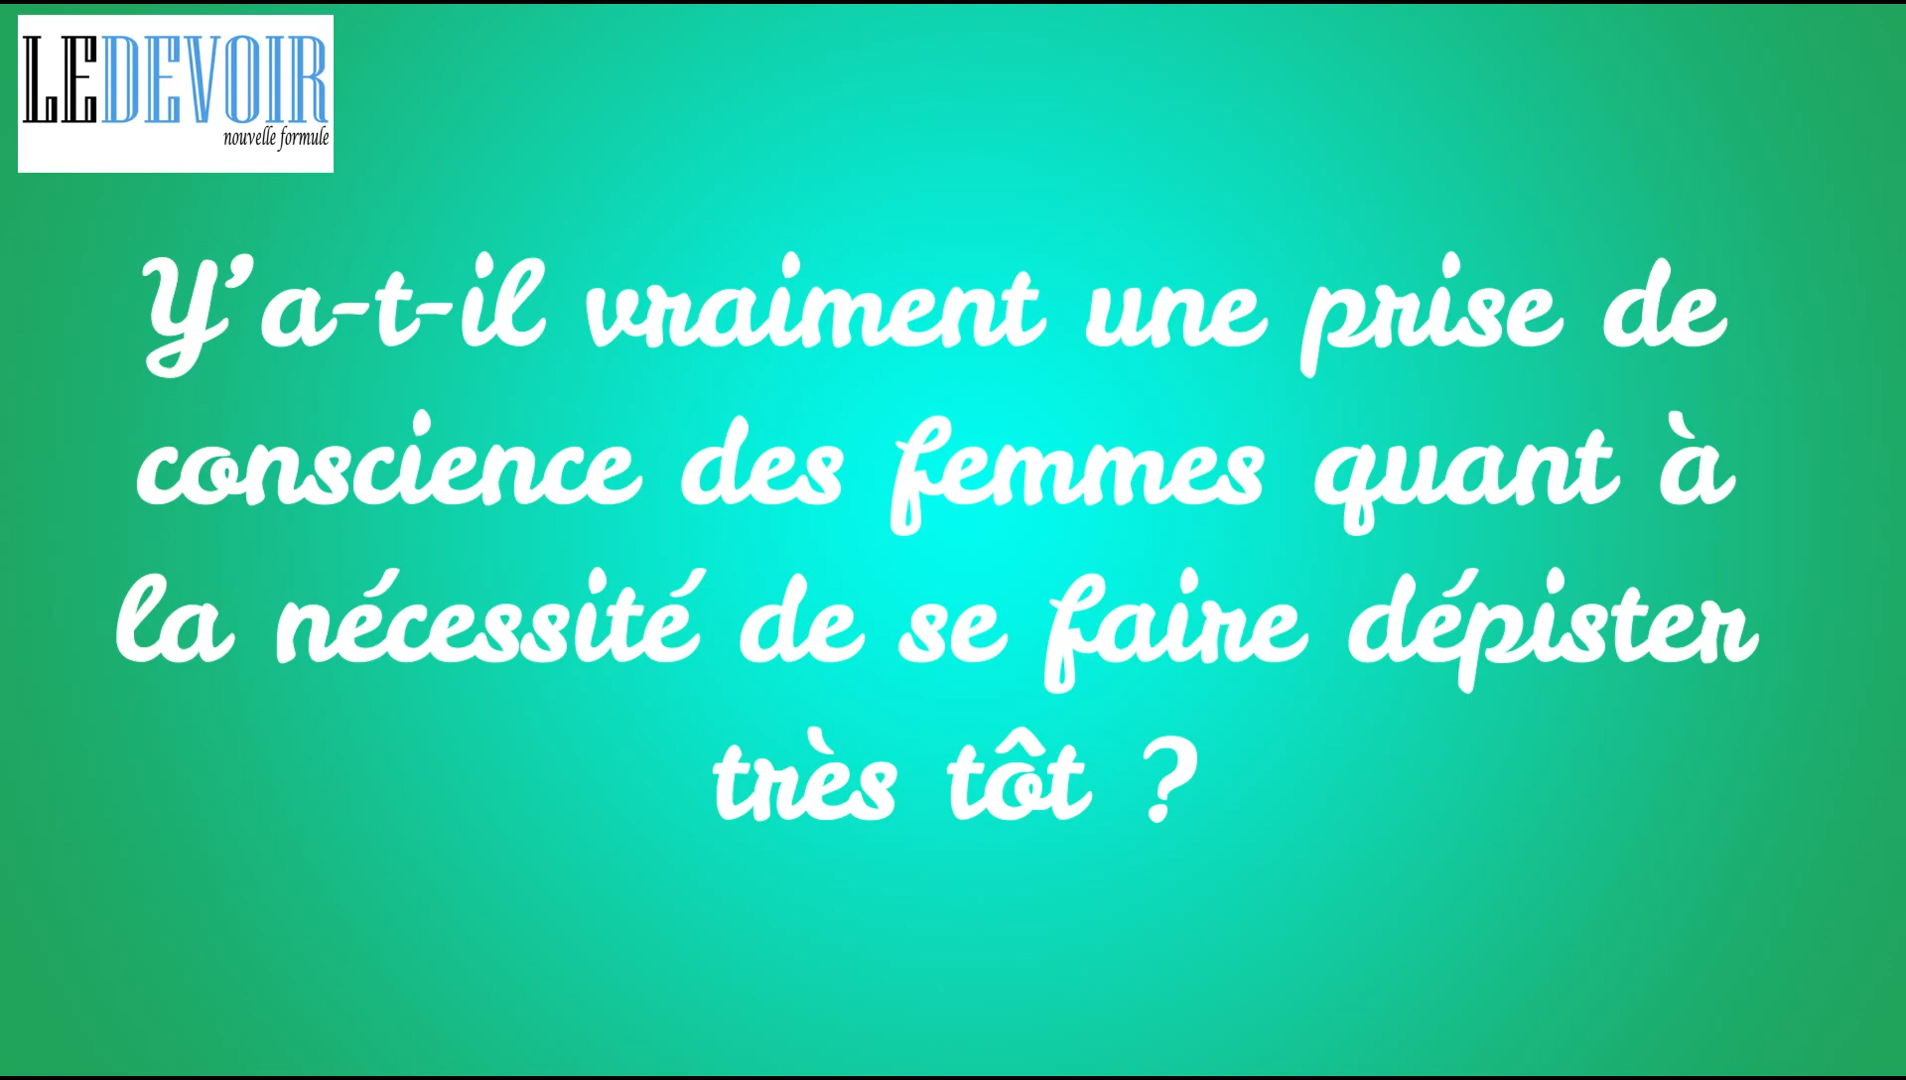 LEDEVOIR
nouvelle formule
Y'a-t-il vraiment une prise de
conscience des femmes quant à
la nécessité de se faire dépister
très tôt ?